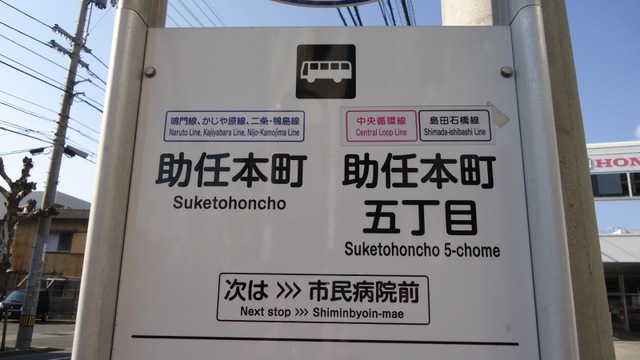 鳴門線、かじや原線、二条・鴨島線
Naruto Line, Kajiyabara Line, Nijo-Kamojima Line
助任本町
Suketohoncho
中央循環線
Central Loop Line
島田石橋線
Shimada-ishibashi Line
助任本町
五丁目
Suketohoncho 5-chome
次は >>> 市民病院前
Next stop >>> Shiminbyoin-mae
HON